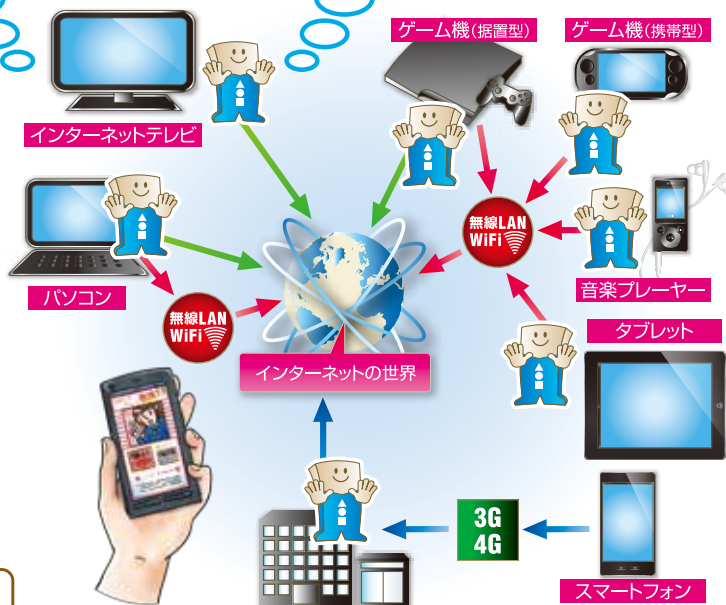 ゲーム機(据置型)
ゲーム機(携帯型)
インターネットテレビ
無線LAN
WiFi
パソコン
音楽プレーヤー
無線LAN
WiFi
タブレット
インターネットの世界
3G
4G
スマートフォン